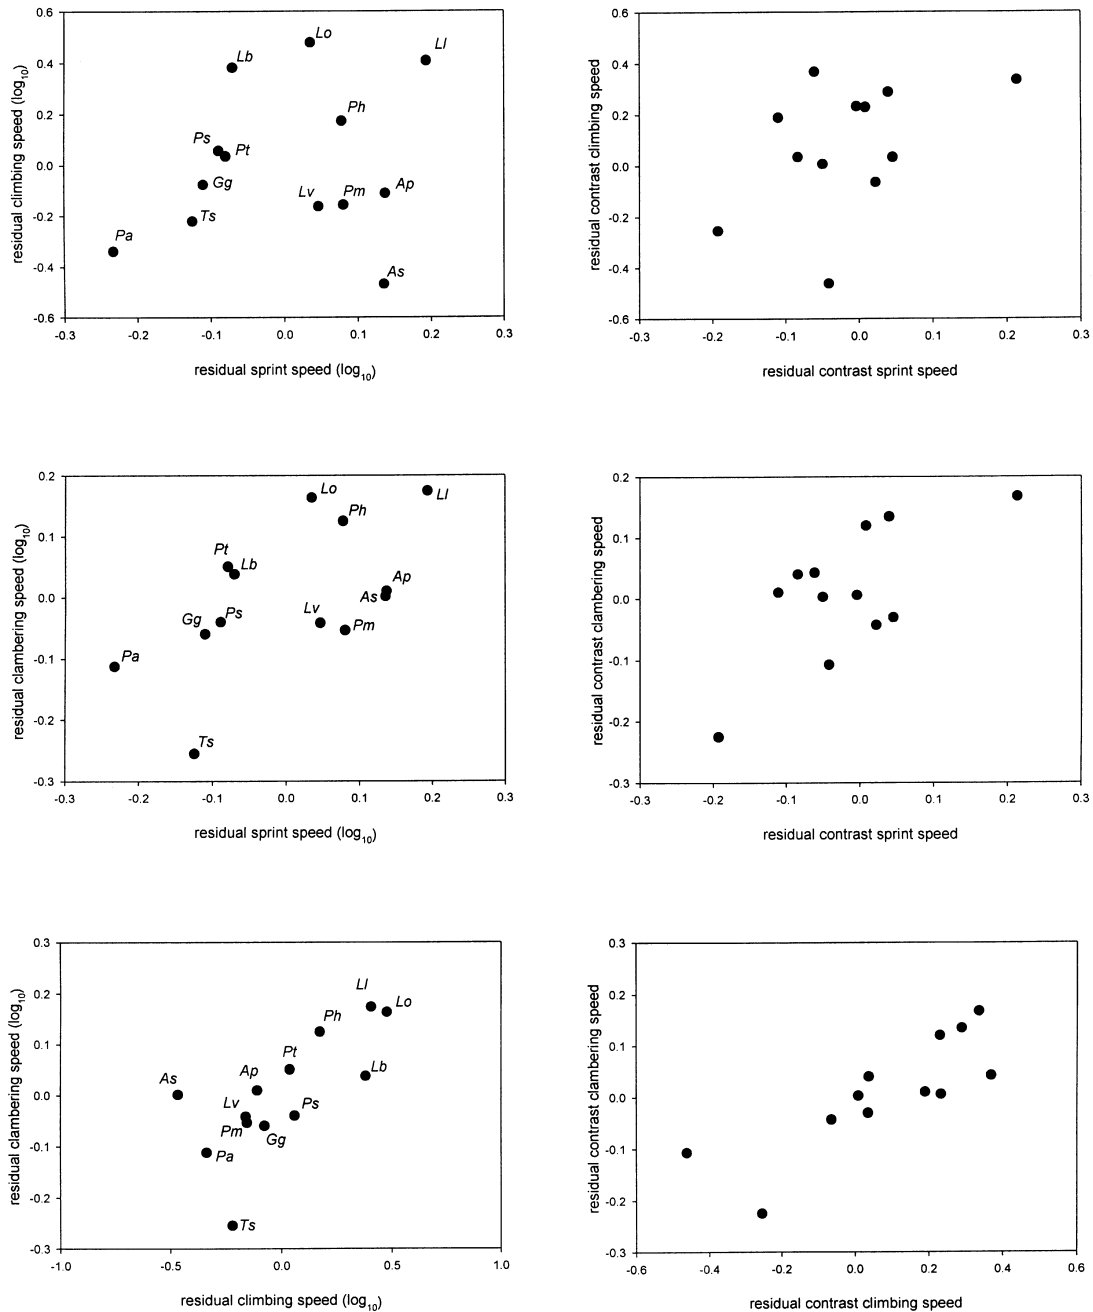 0.6
0.4
0.2
0.0
-0.2
-0.4
-0.6
residual climbing speed (log10)
Lo
Ll
Lb
Ph
Ps
Pt
Gg
Lv
Pm
Ap
Ts
Pa
As
-0.3 -0.2 -0.1 0.0 0.1 0.2 0.3
residual sprint speed (log10)
0.6
0.4
0.2
0.0
-0.2
-0.4
-0.6
residual contrast climbing speed
-0.3 -0.2 -0.1 0.0 0.1 0.2 0.3
residual contrast sprint speed
0.2
0.1
0.0
-0.1
-0.2
-0.3
residual clambering speed (log10)
Lo
Ll
Ph
Pt
Lb
Ap
As
Lv
Gg
Ps
Pm
Pa
Ts
-0.3 -0.2 -0.1 0.0 0.1 0.2 0.3
residual sprint speed (log10)
0.2
0.1
0.0
-0.1
-0.2
-0.3
residual contrast clambering speed
-0.3 -0.2 -0.1 0.0 0.1 0.2 0.3
residual contrast sprint speed
0.3
0.2
0.1
0.0
-0.1
-0.2
-0.3
residual clambering speed (log10)
Ll
Lo
Ph
Pt
Lb
Ap
As
Lv
Ps
Pm
Gg
Pa
Ts
-1.0 -0.5 0.0 0.5 1.0
residual climbing speed (log10)
0.3
0.2
0.1
0.0
-0.1
-0.2
-0.3
residual contrast clambering speed
-0.6 -0.4 -0.2 0.0 0.2 0.4 0.6
residual contrast climbing speed